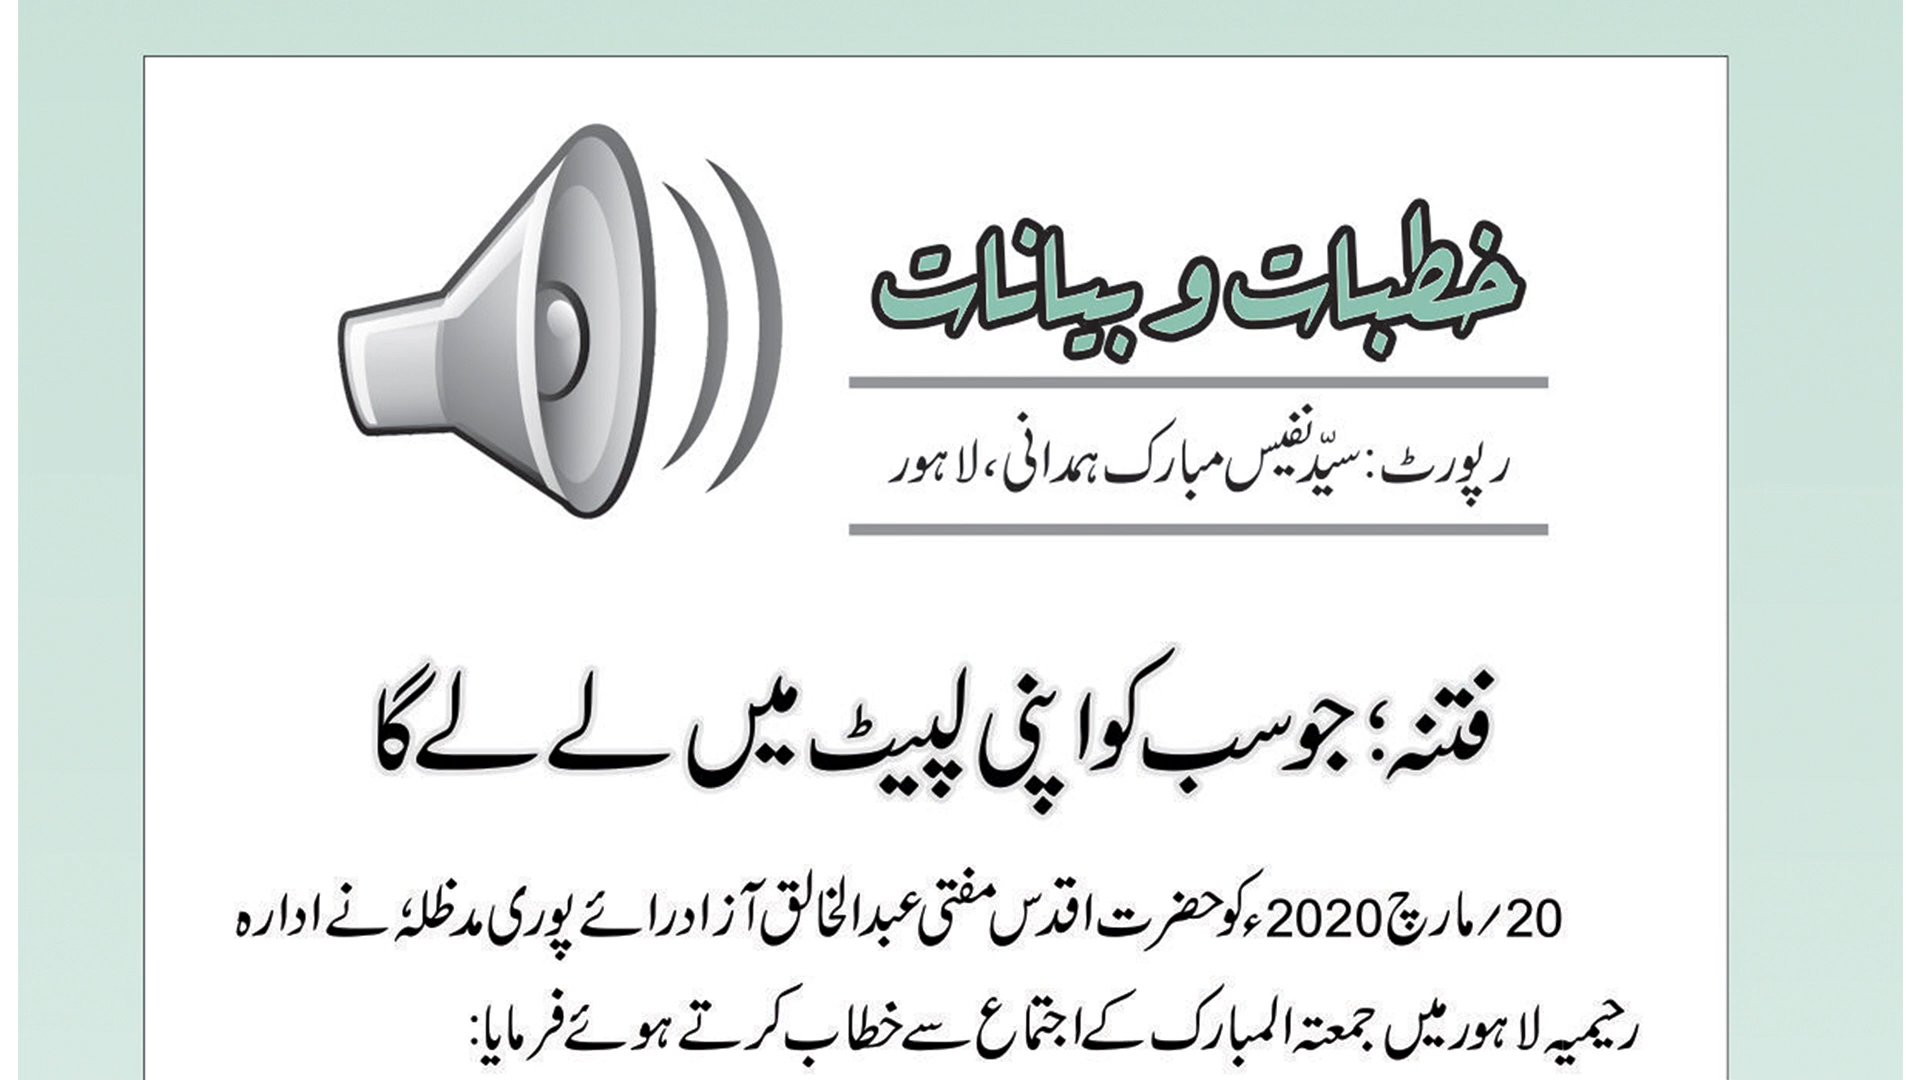 خطبات و بیانات
رپورٹ: سیّد نفیس مبارک ہمدانی، لاہور
فتنہ؛ جو سب کو اپنی لپیٹ میں لے لے گا
20/مارچ 2020ء کو حضرت اقدس مفتی عبدالخالق آزاد رائے پوری مدظلہٗ نے ادارہ
رحیمیہ لاہور میں جمعتہ المبارک کے اجتماع سے خطاب کرتے ہوئے فرمایا: